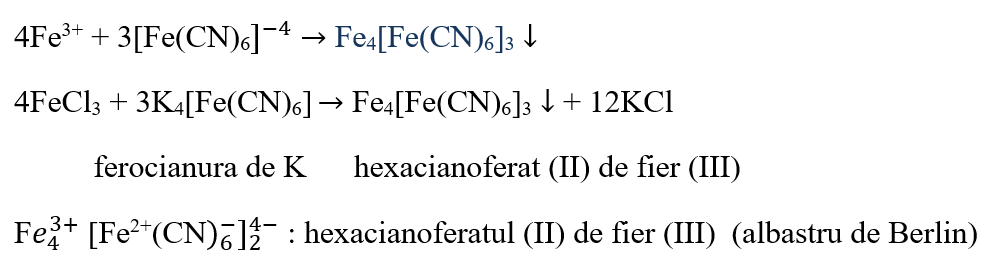 4Fe³⁺ + 3[Fe(CN)₆]⁻⁴ → Fe₄[Fe(CN)₆]₃ ↓
4FeCl₃ + 3K₄[Fe(CN)₆] → Fe₄[Fe(CN)₆]₃ ↓ + 12KCl
ferocianura de K hexacianoferat (II) de fier (III)
Fe₄³⁺ [Fe²⁺(CN)₆⁻]₂⁴⁻ : hexacianoferatul (II) de fier (III) (albastru de Berlin)